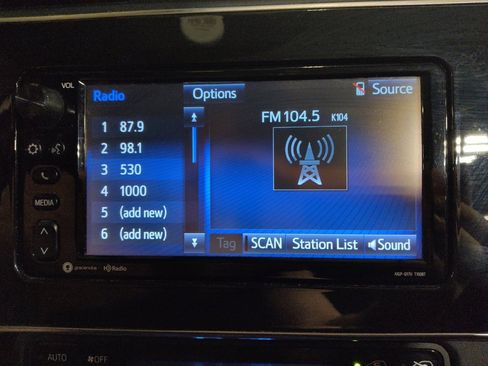 VOL
Radio
Options
Source
FM 104.5 K104
1 87.9
2 98.1
3 530
4 1000
5 (add new)
6 (add new)
MEDIA
Tag
SCAN
Station List
Sound
gracenote
HD Radio
AUTO
OFF